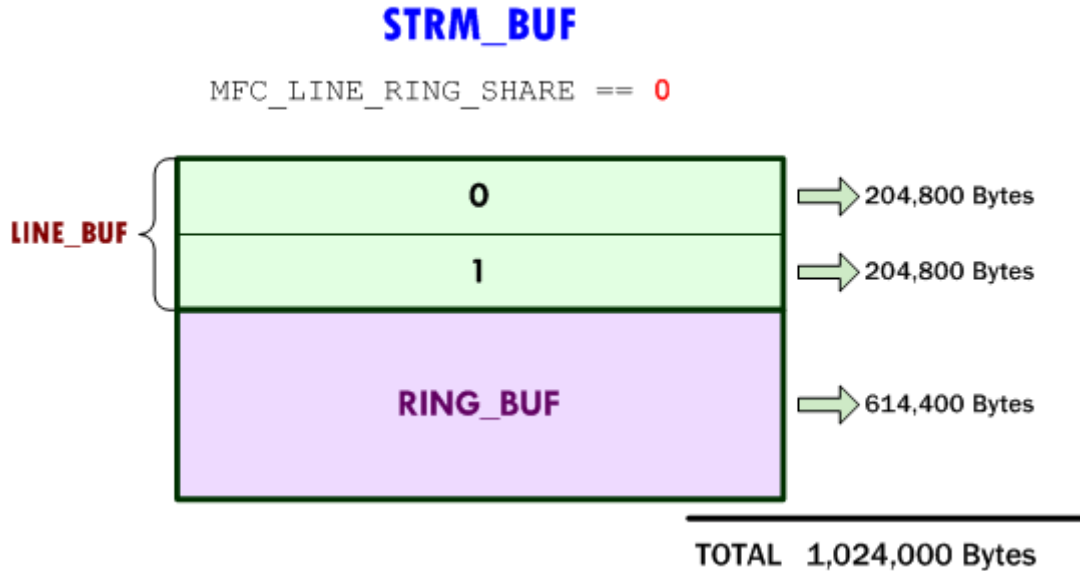 STRM_BUF
MFC_LINE_RING_SHARE == 0
0
204,800 Bytes
LINE_BUF
1
204,800 Bytes
RING_BUF
614,400 Bytes
TOTAL 1,024,000 Bytes